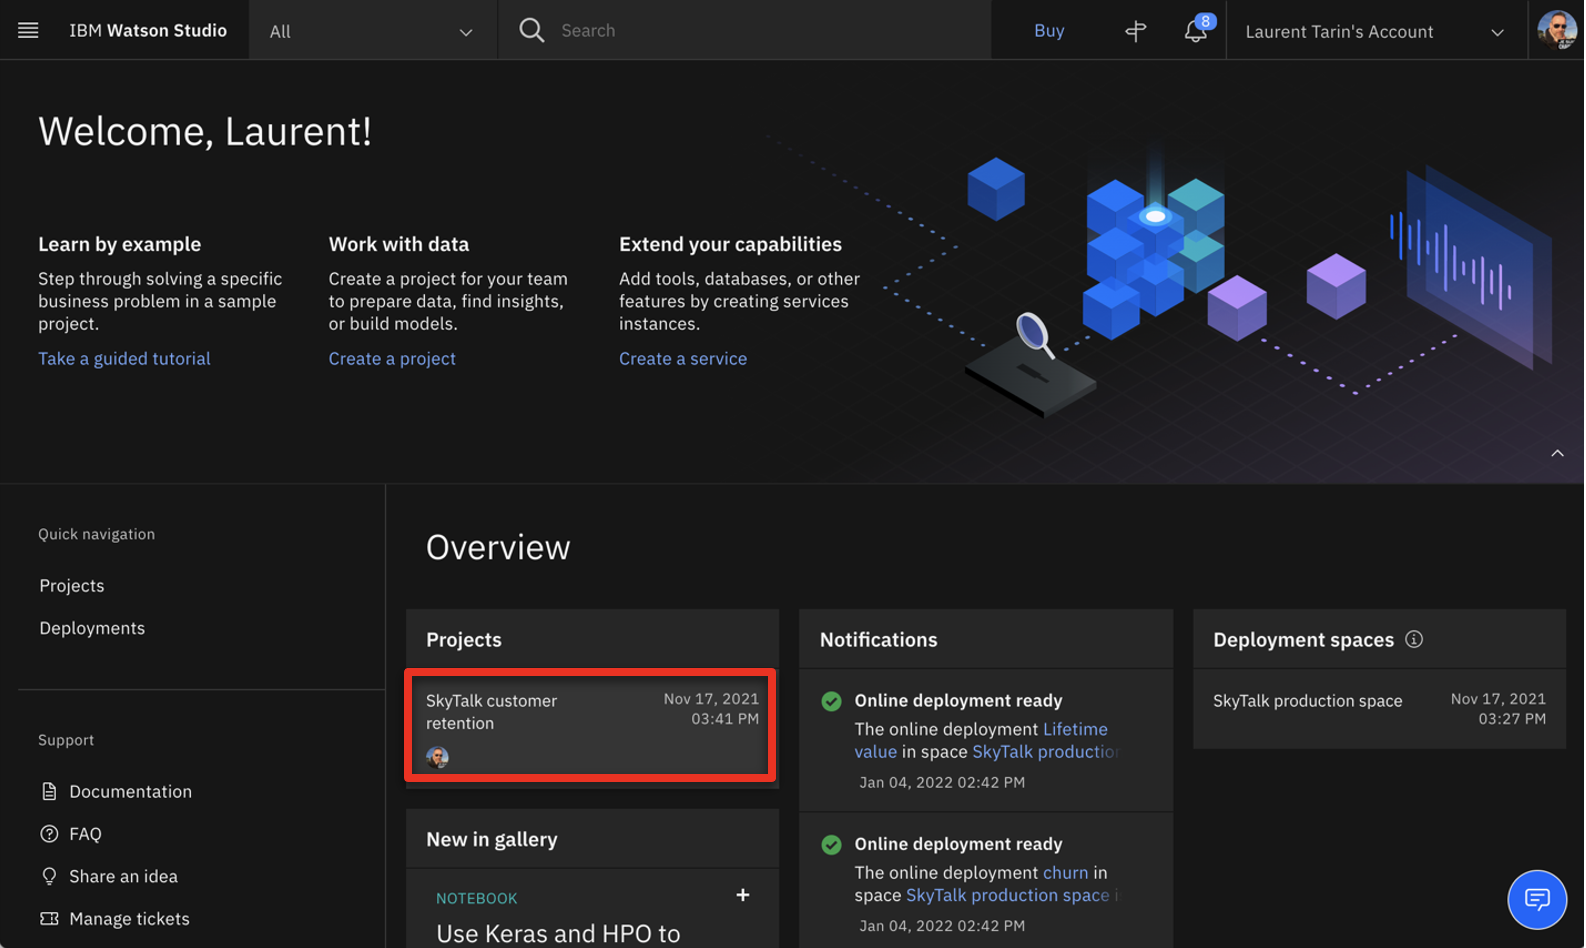 IBM Watson Studio
All
Search
Buy
8
Laurent Tarin's Account
Welcome, Laurent!
Learn by example
Step through solving a specific
business problem in a sample
project.
Take a guided tutorial
Work with data
Create a project for your team
to prepare data, find insights,
or build models.
Create a project
Extend your capabilities
Add tools, databases, or other
features by creating services
instances.
Create a service
Quick navigation
Projects
Deployments
Support
Documentation
FAQ
Share an idea
Manage tickets
Overview
Projects
SkyTalk customer
retention
Nov 17, 2021
03:41 PM
New in gallery
NOTEBOOK
Use Keras and HPO to
Notifications
Online deployment ready
The online deployment Lifetime
value in space SkyTalk production
Jan 04, 2022 02:42 PM
Online deployment ready
The online deployment churn in
space SkyTalk production space
Jan 04, 2022 02:42 PM
Deployment spaces
SkyTalk production space
Nov 17, 2021
03:27 PM